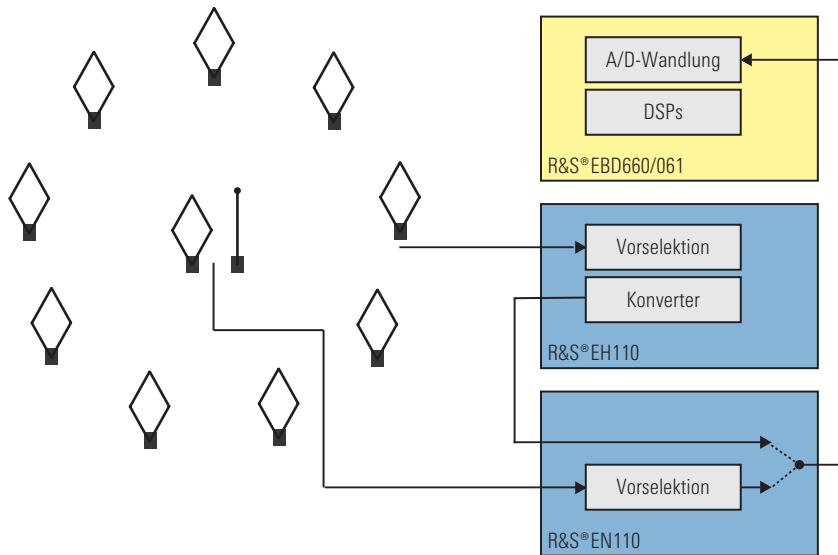 A/D-Wandlung
DSPs
R&S®EBD660/061
Vorselektion
Konverter
R&S®EH110
Vorselektion
R&S®EN110